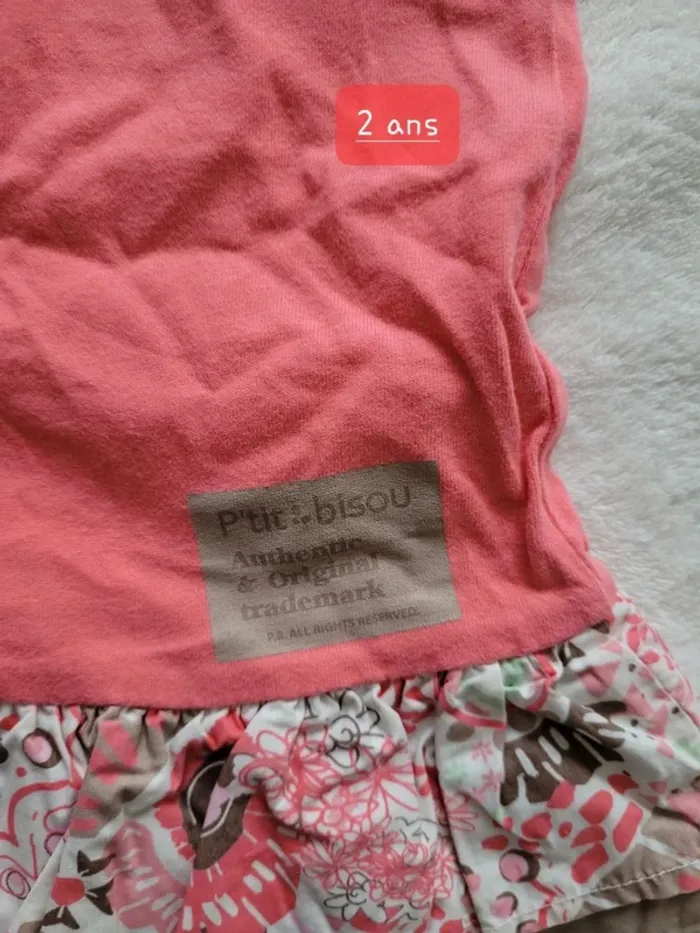 2 ans
P'tit bisou
Authentic
& Original
trademark
P.B. ALL RIGHTS RESERVED.